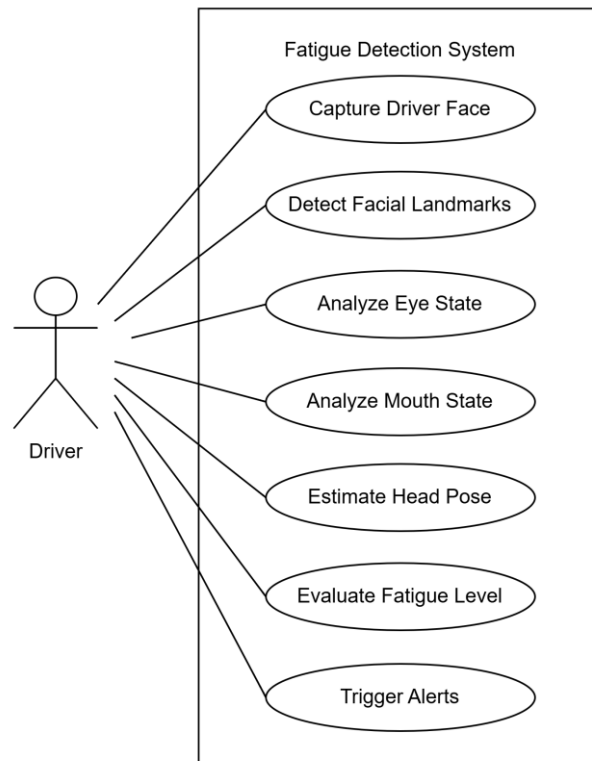 Fatigue Detection System
Capture Driver Face
Detect Facial Landmarks
Analyze Eye State
Analyze Mouth State
Driver
Estimate Head Pose
Evaluate Fatigue Level
Trigger Alerts